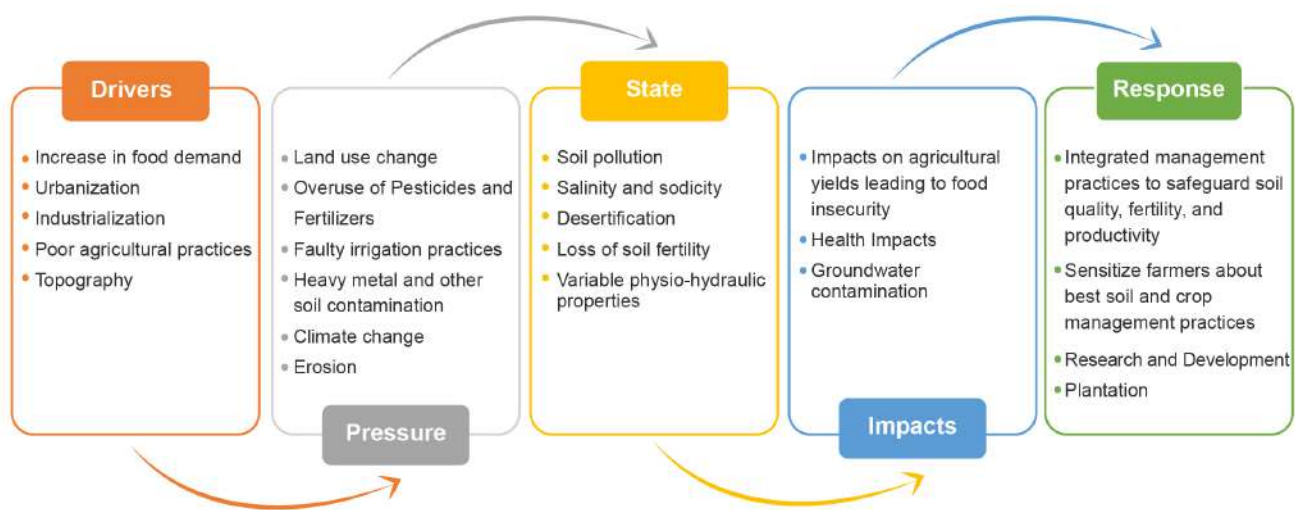 Drivers
• Increase in food demand
• Urbanization
• Industrialization
• Poor agricultural practices
• Topography
• Land use change
• Overuse of Pesticides and
Fertilizers
• Faulty irrigation practices
• Heavy metal and other
soil contamination
• Climate change
• Erosion
Pressure
State
• Soil pollution
• Salinity and sodicity
• Desertification
• Loss of soil fertility
• Variable physio-hydraulic
properties
• Impacts on agricultural
yields leading to food
insecurity
• Health Impacts
• Groundwater
contamination
Impacts
Response
• Integrated management
practices to safeguard soil
quality, fertility, and
productivity
• Sensitize farmers about
best soil and crop
management practices
• Research and Development
• Plantation